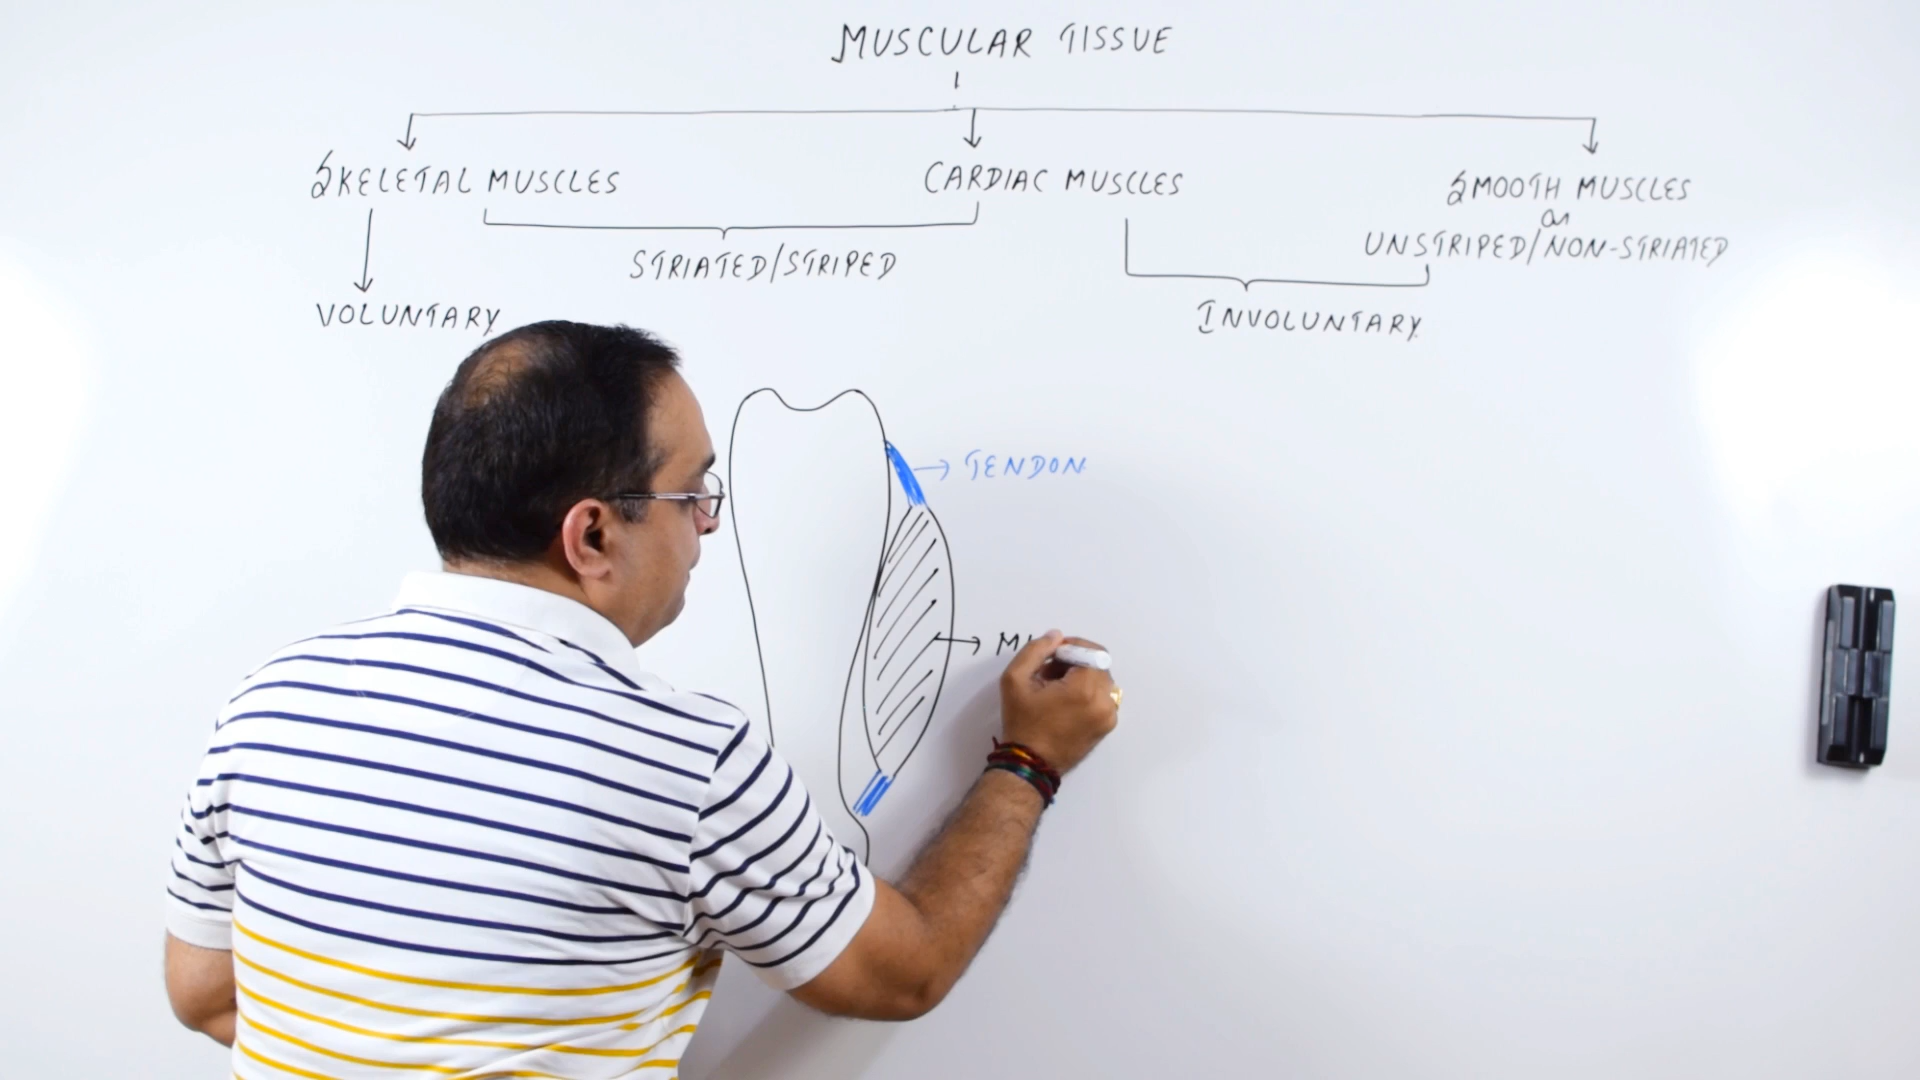 MUSCULAR TISSUE
SKELETAL MUSCLES
CARDIAC MUSCLES
SMOOTH MUSCLES
or
UNSTRIPED/NON-STRIATED
STRIATED/STRIPED
VOLUNTARY
INVOLUNTARY
TENDON